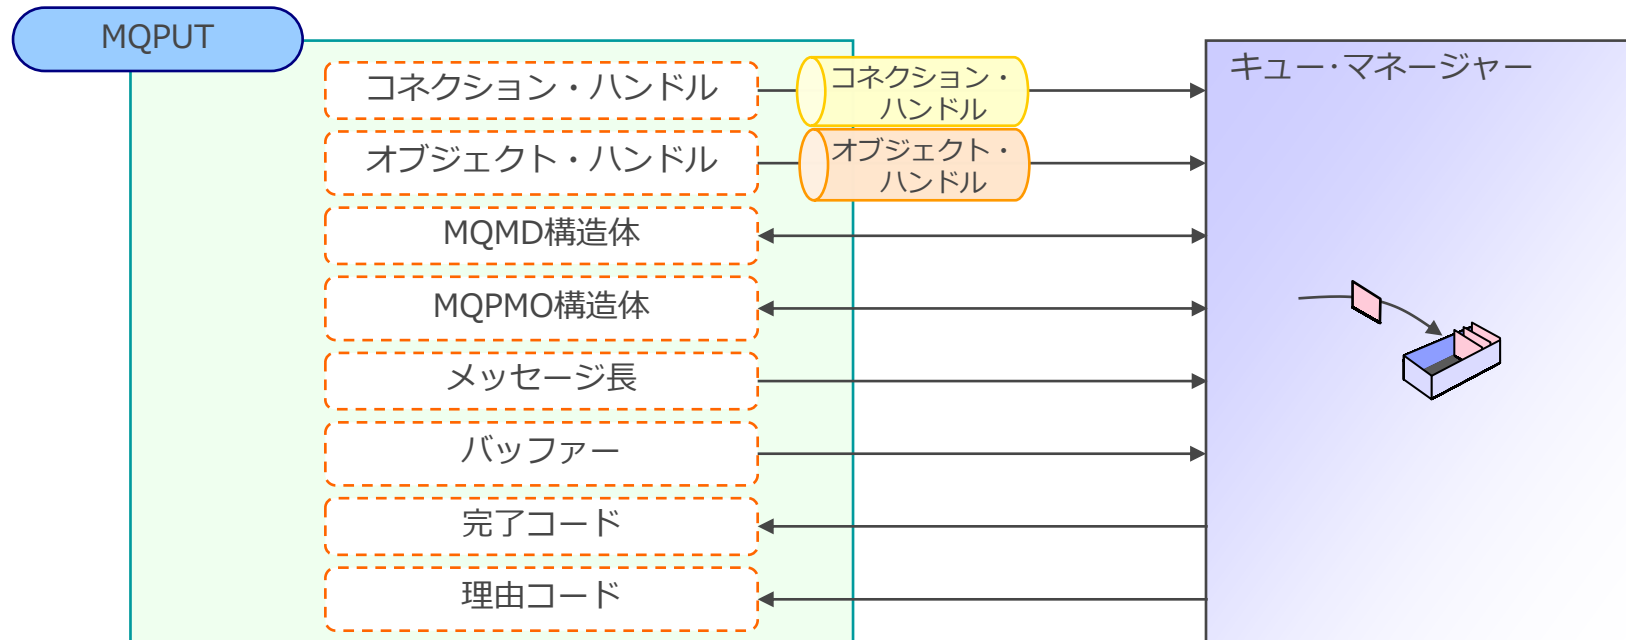 MQPUT
コネクション・ハンドル
コネクション・
ハンドル
キュー・マネージャー
オブジェクト・ハンドル
オブジェクト・
ハンドル
MQMD構造体
MQPMO構造体
メッセージ長
バッファー
完了コード
理由コード